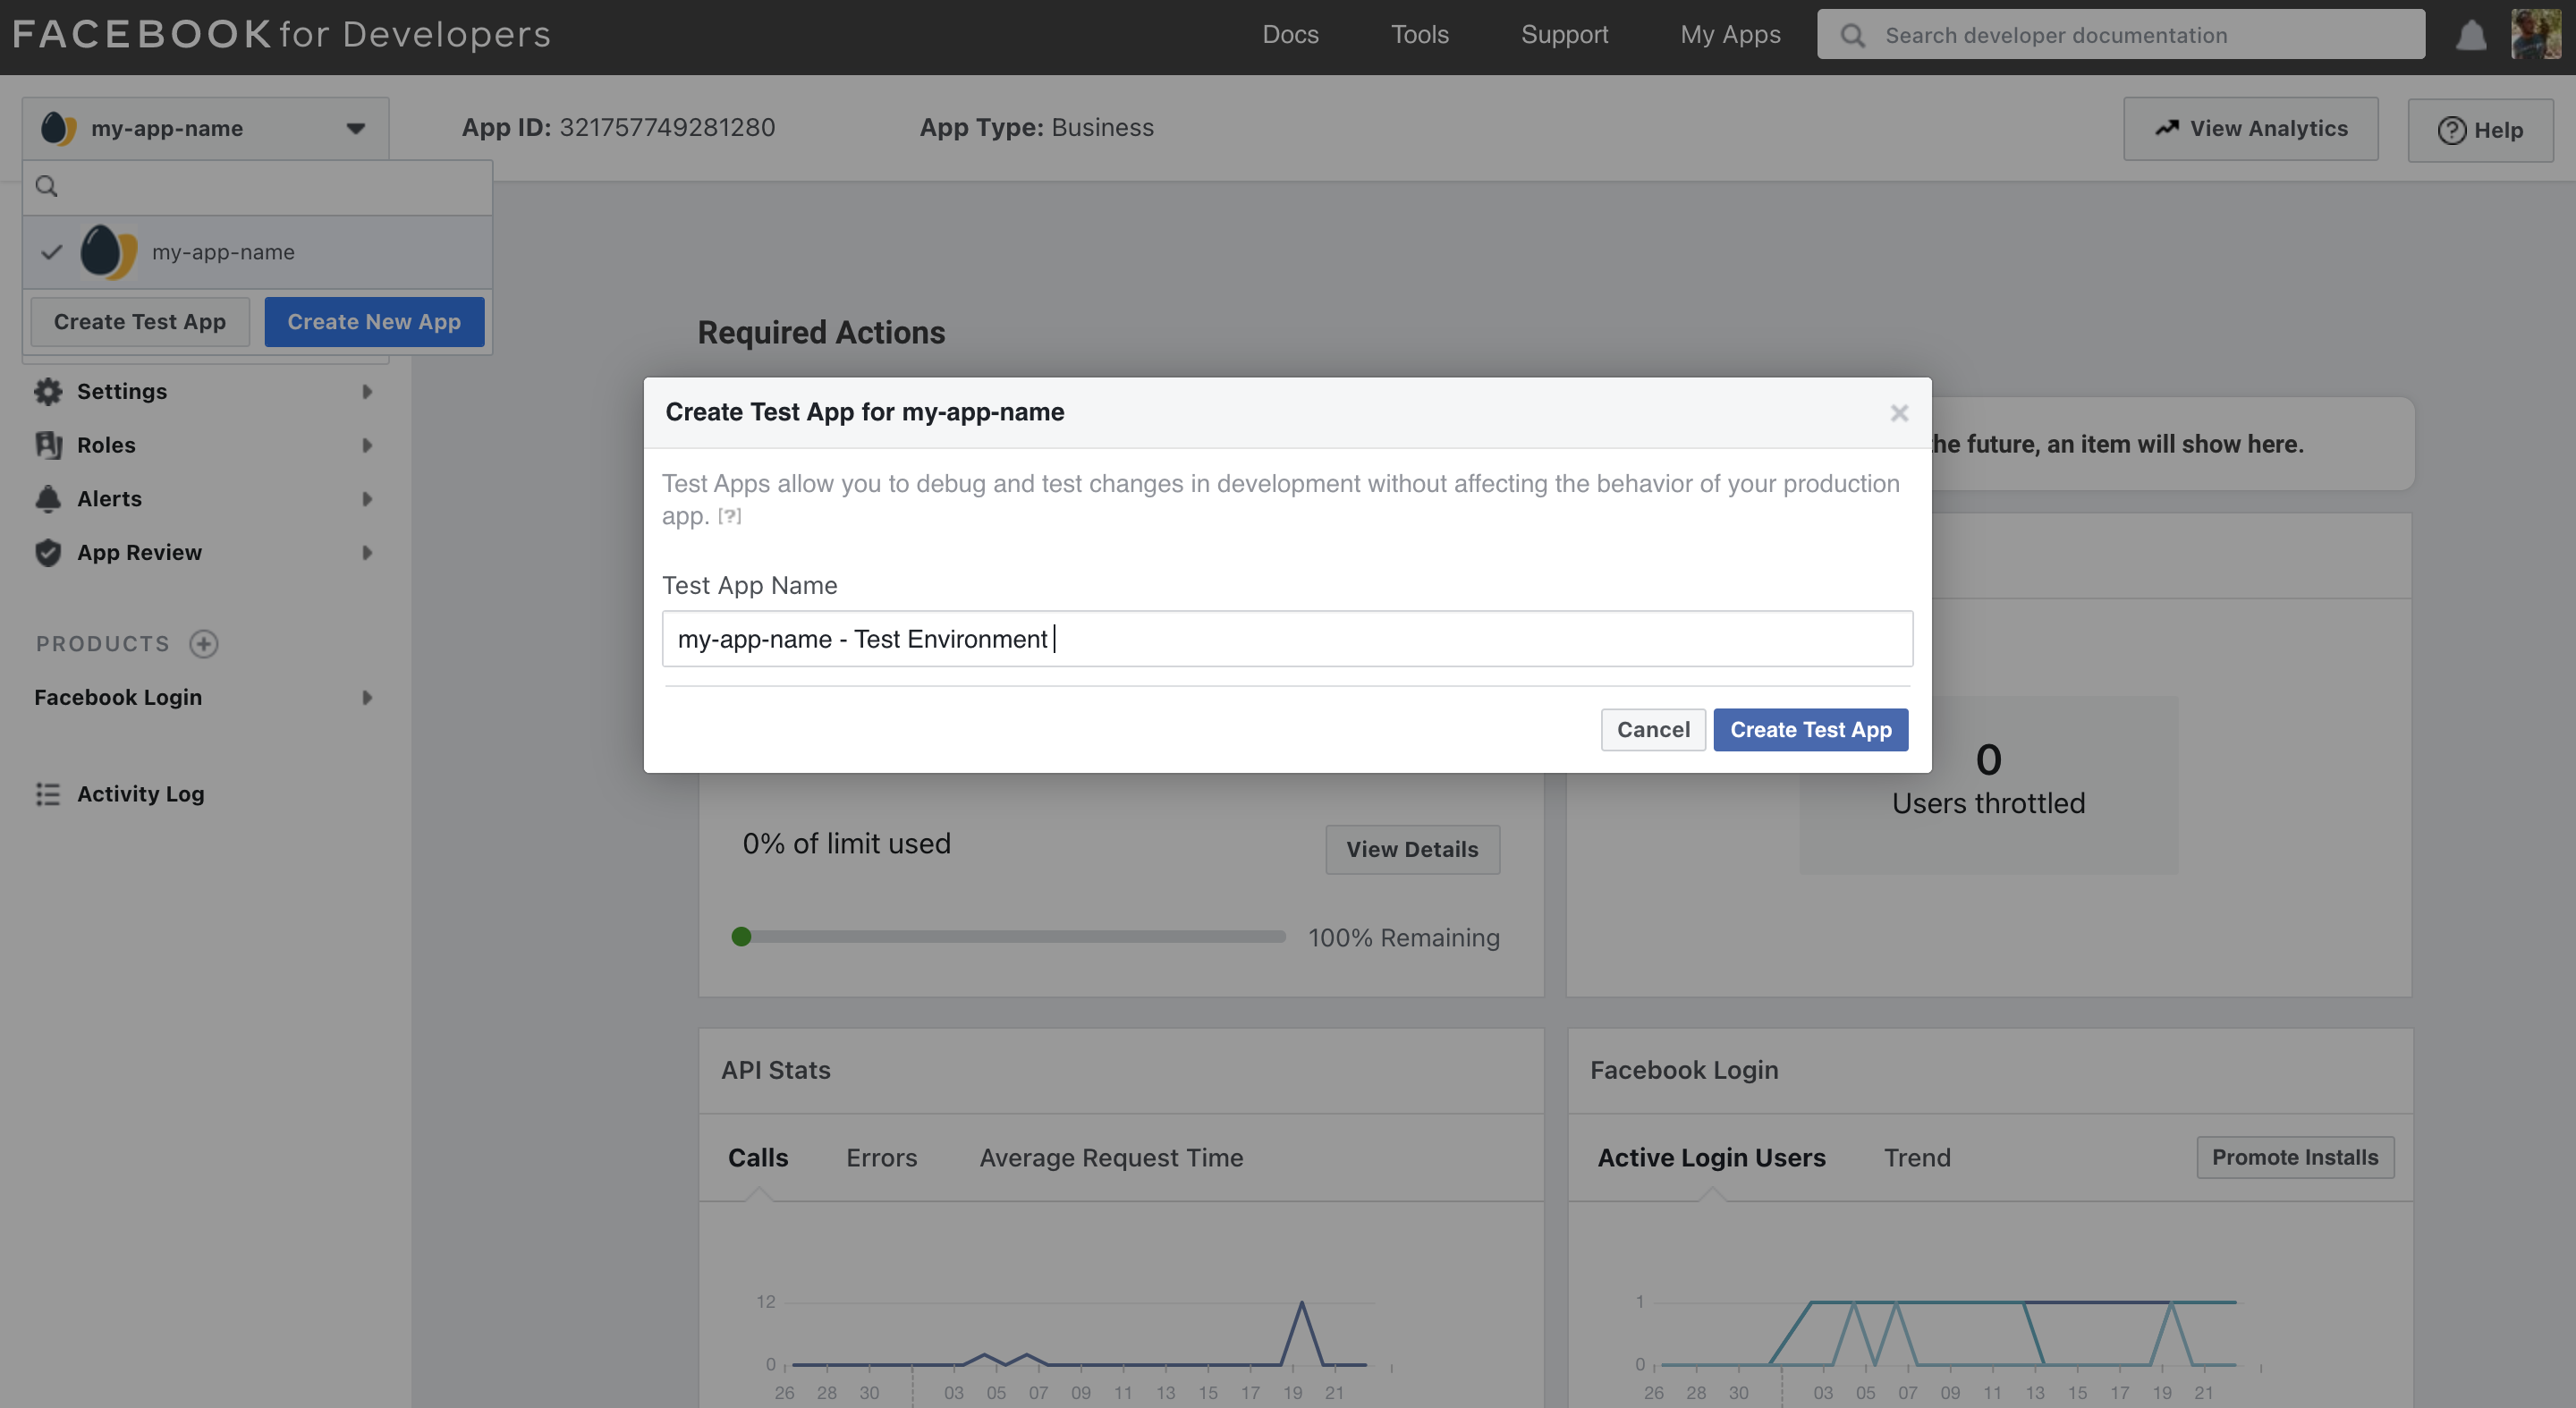 FACEBOOK for Developers
Docs
Tools
Support
My Apps
Search developer documentation
my-app-name
App ID: 321757749281280
App Type: Business
View Analytics
Help
my-app-name
Create Test App
Create New App
Settings
Roles
Alerts
App Review
PRODUCTS
Facebook Login
Activity Log
Required Actions
he future, an item will show here.
Create Test App for my-app-name
Test Apps allow you to debug and test changes in development without affecting the behavior of your production
app. [?]
Test App Name
my-app-name - Test Environment
Cancel
Create Test App
0% of limit used
View Details
100% Remaining
0
Users throttled
API Stats
Calls
Errors
Average Request Time
12
0
26 28 30 03 05 07 09 11 13 15 17 19 21
Facebook Login
Active Login Users
Trend
Promote Installs
1
0
26 28 30 03 05 07 09 11 13 15 17 19 21